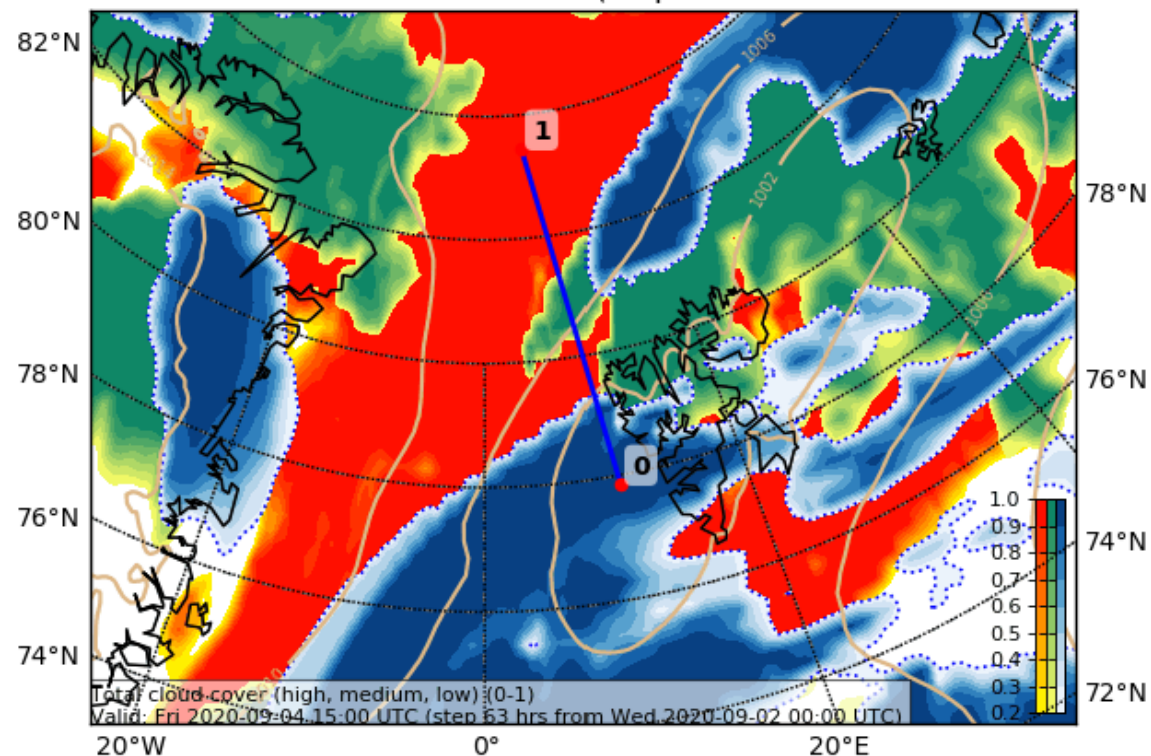 82°N
80°N
78°N
76°N
74°N
78°N
76°N
74°N
72°N
20°W
0°
20°E
1
0
1006
1002
1.0
0.9
0.8
0.7
0.6
0.5
0.4
0.3
0.2
Total cloud cover (high, medium, low) (0-1)
Valid: Fri 2020-09-04 15:00 UTC (step 63 hrs from Wed 2020-09-02 00:00 UTC)